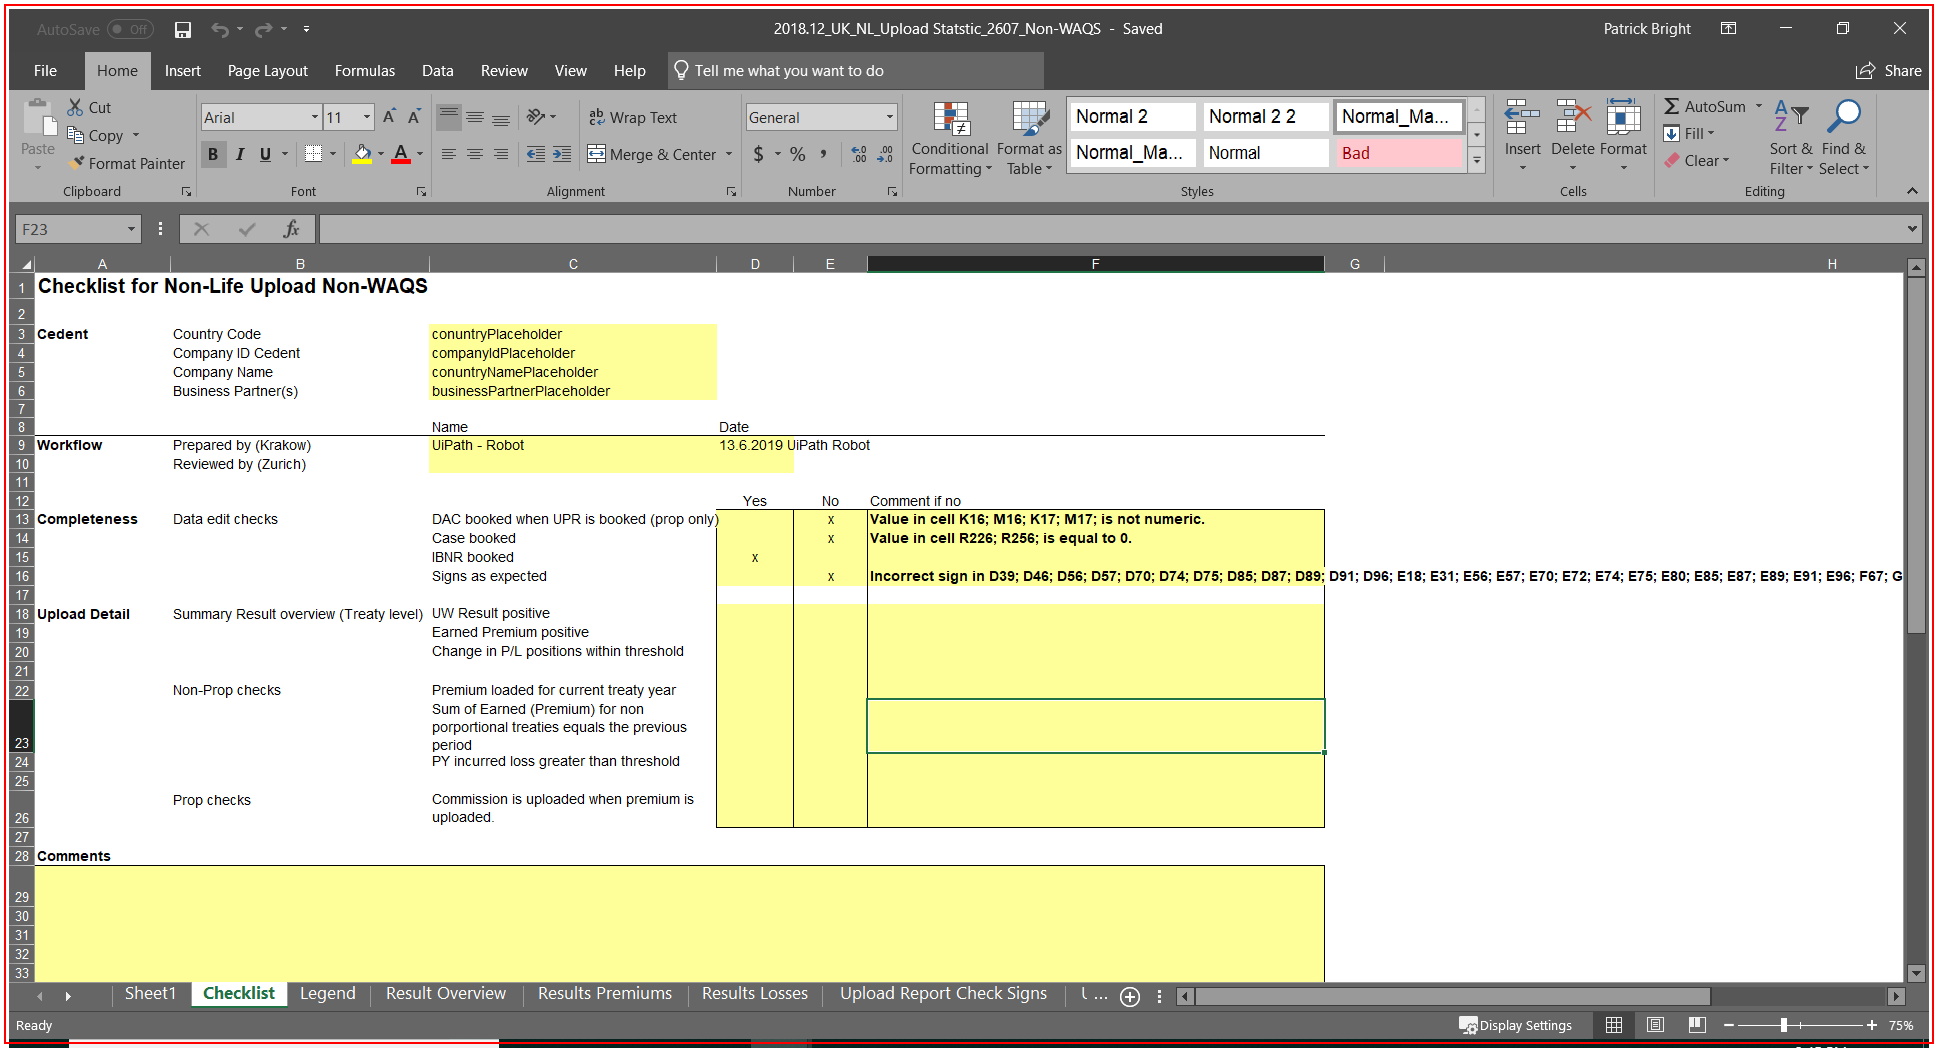 AutoSave Off
2018.12_UK_NL_Upload Statstic_2607_Non-WAQS - Saved
Patrick Bright
File Home Insert Page Layout Formulas Data Review View Help Tell me what you want to do Share
Paste
Cut
Copy
Format Painter
Clipboard
Arial 11
B I U
Font
Wrap Text
Merge & Center
Alignment
General
$ % ,
Number
Conditional Formatting
Format as Table
Normal 2 Normal 2 2 Normal_Ma...
Normal_Ma... Normal Bad
Styles
Insert Delete Format
Cells
AutoSum
Fill
Clear
Sort & Filter
Find & Select
Editing
F23 fx
A B C D E F G H
1 Checklist for Non-Life Upload Non-WAQS
2
3 Cedent Country Code conuntryPlaceholder
4 Company ID Cedent companyIdPlaceholder
5 Company Name conuntryNamePlaceholder
6 Business Partner(s) businessPartnerPlaceholder
7
8 Name Date
9 Workflow Prepared by (Krakow) UiPath - Robot 13.6.2019 UiPath Robot
10 Reviewed by (Zurich)
11
12 Yes No Comment if no
13 Completeness Data edit checks DAC booked when UPR is booked (prop only) x Value in cell K16; M16; K17; M17; is not numeric.
14 Case booked x Value in cell R226; R256; is equal to 0.
15 IBNR booked x
16 Signs as expected x Incorrect sign in D39; D46; D56; D57; D70; D74; D75; D85; D87; D89; D91; D96; E18; E31; E56; E57; E70; E72; E74; E75; E80; E85; E87; E89; E91; E96; F67; G
17
18 Upload Detail Summary Result overview (Treaty level) UW Result positive
19 Earned Premium positive
20 Change in P/L positions within threshold
21
22 Non-Prop checks Premium loaded for current treaty year
Sum of Earned (Premium) for non
porportional treaties equals the previous
23 period
24 PY incurred loss greater than threshold
25
Prop checks Commission is uploaded when premium is
26 uploaded.
27
28 Comments
29
30
31
32
33
Sheet1 Checklist Legend Result Overview Results Premiums Results Losses Upload Report Check Signs ...
Ready Display Settings 75%